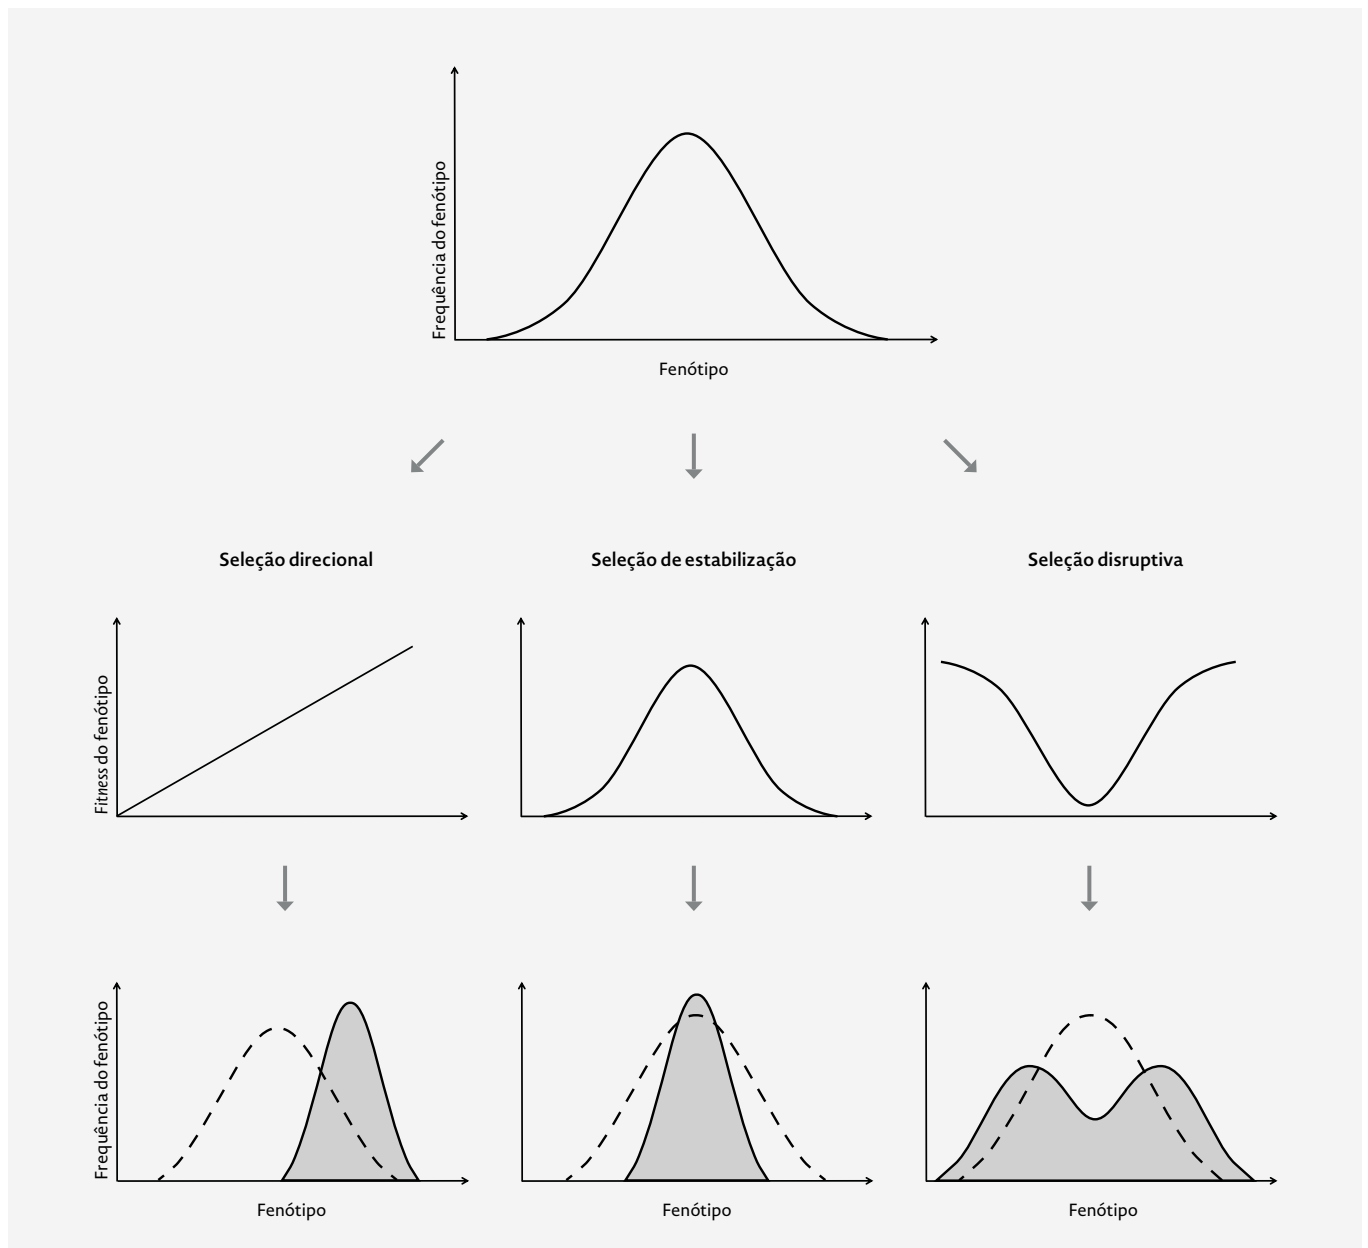 Frequência do fenótipo
Fenótipo
Seleção direcional
Seleção de estabilização
Seleção disruptiva
Fitness do fenótipo
Frequência do fenótipo
Fenótipo
Fenótipo
Fenótipo